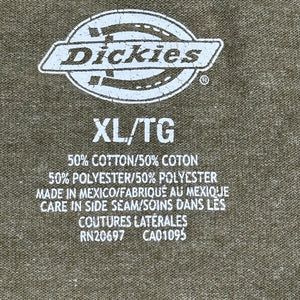 Dickies
®
XL/TG
50% COTTON/50% COTON
50% POLYESTER/50% POLYESTER
MADE IN MEXICO/FABRIQUÉ AU MEXIQUE
CARE IN SIDE SEAM/SOINS DANS LES
COUTURES LATÉRALES
RN20697 CA01095